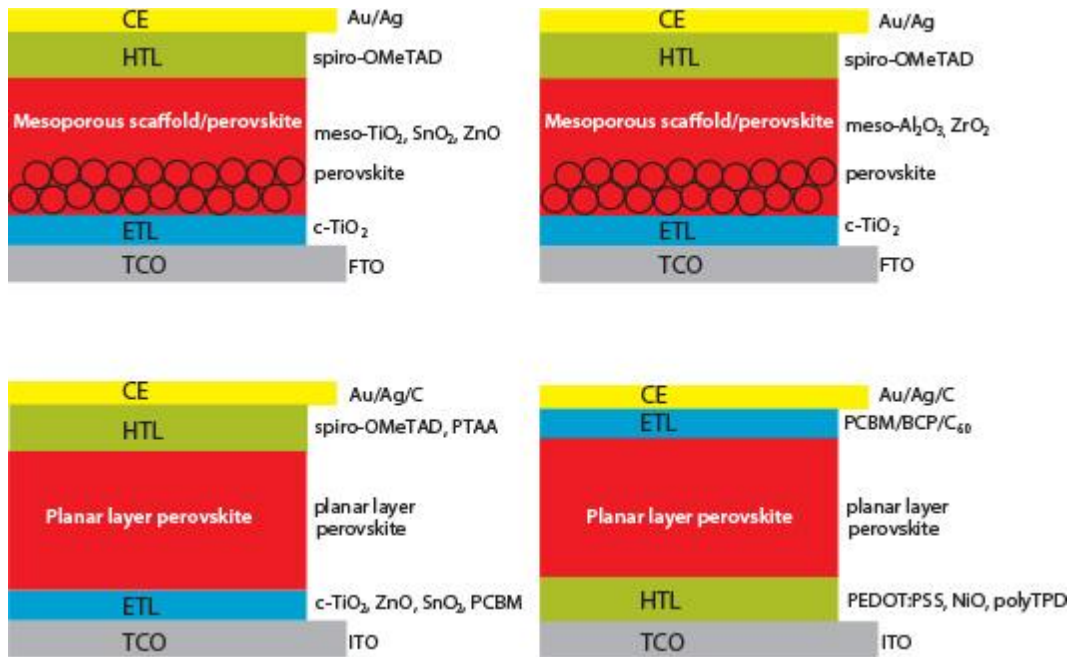 CE
Au/Ag
HTL
spiro-OMeTAD
Mesoporous scaffold/perovskite
meso-TiO₂, SnO₂, ZnO
perovskite
ETL
c-TiO₂
TCO
FTO
CE
Au/Ag
HTL
spiro-OMeTAD
Mesoporous scaffold/perovskite
meso-Al₂O₃, ZrO₂
perovskite
ETL
c-TiO₂
TCO
FTO
CE
Au/Ag/C
HTL
spiro-OMeTAD, PTAA
Planar layer perovskite
planar layer
perovskite
ETL
c-TiO₂, ZnO, SnO₂, PCBM
TCO
ITO
CE
Au/Ag/C
ETL
PCBM/BCP/C₆₀
Planar layer perovskite
planar layer
perovskite
HTL
PEDOT:PSS, NiO, polyTPD
TCO
ITO